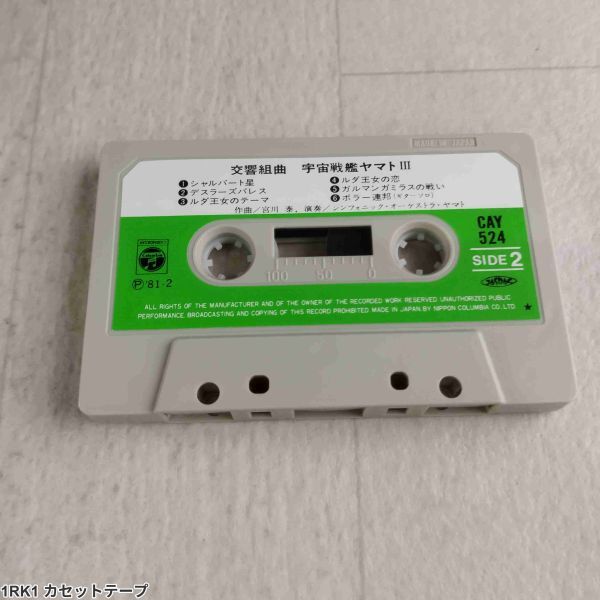 MADE IN JAPAN
交響組曲 宇宙戦艦ヤマトIII
❶シャルバート星
❷デスラーズパレス
❸ルダ王女のテーマ
❹ルダ王女の恋
❺ガルマンガミラスの戦い
❻ボラー連邦(ギターソロ)
作曲/宮川 泰、演奏/シンフォニック・オーケストラ・ヤマト
Columbia
Ⓟ'81-2
100 50 0
CAY
524
SIDE 2
JASRAC
ALL RIGHTS OF THE MANUFACTURER AND OF THE OWNER OF THE RECORDED WORK RESERVED UNAUTHORIZED PUBLIC
PERFORMANCE, BROADCASTING AND COPYING OF THIS RECORD PROHIBITED MADE IN JAPAN BY NIPPON COLUMBIA CO., LTD. ★
1RK1 カセットテープ